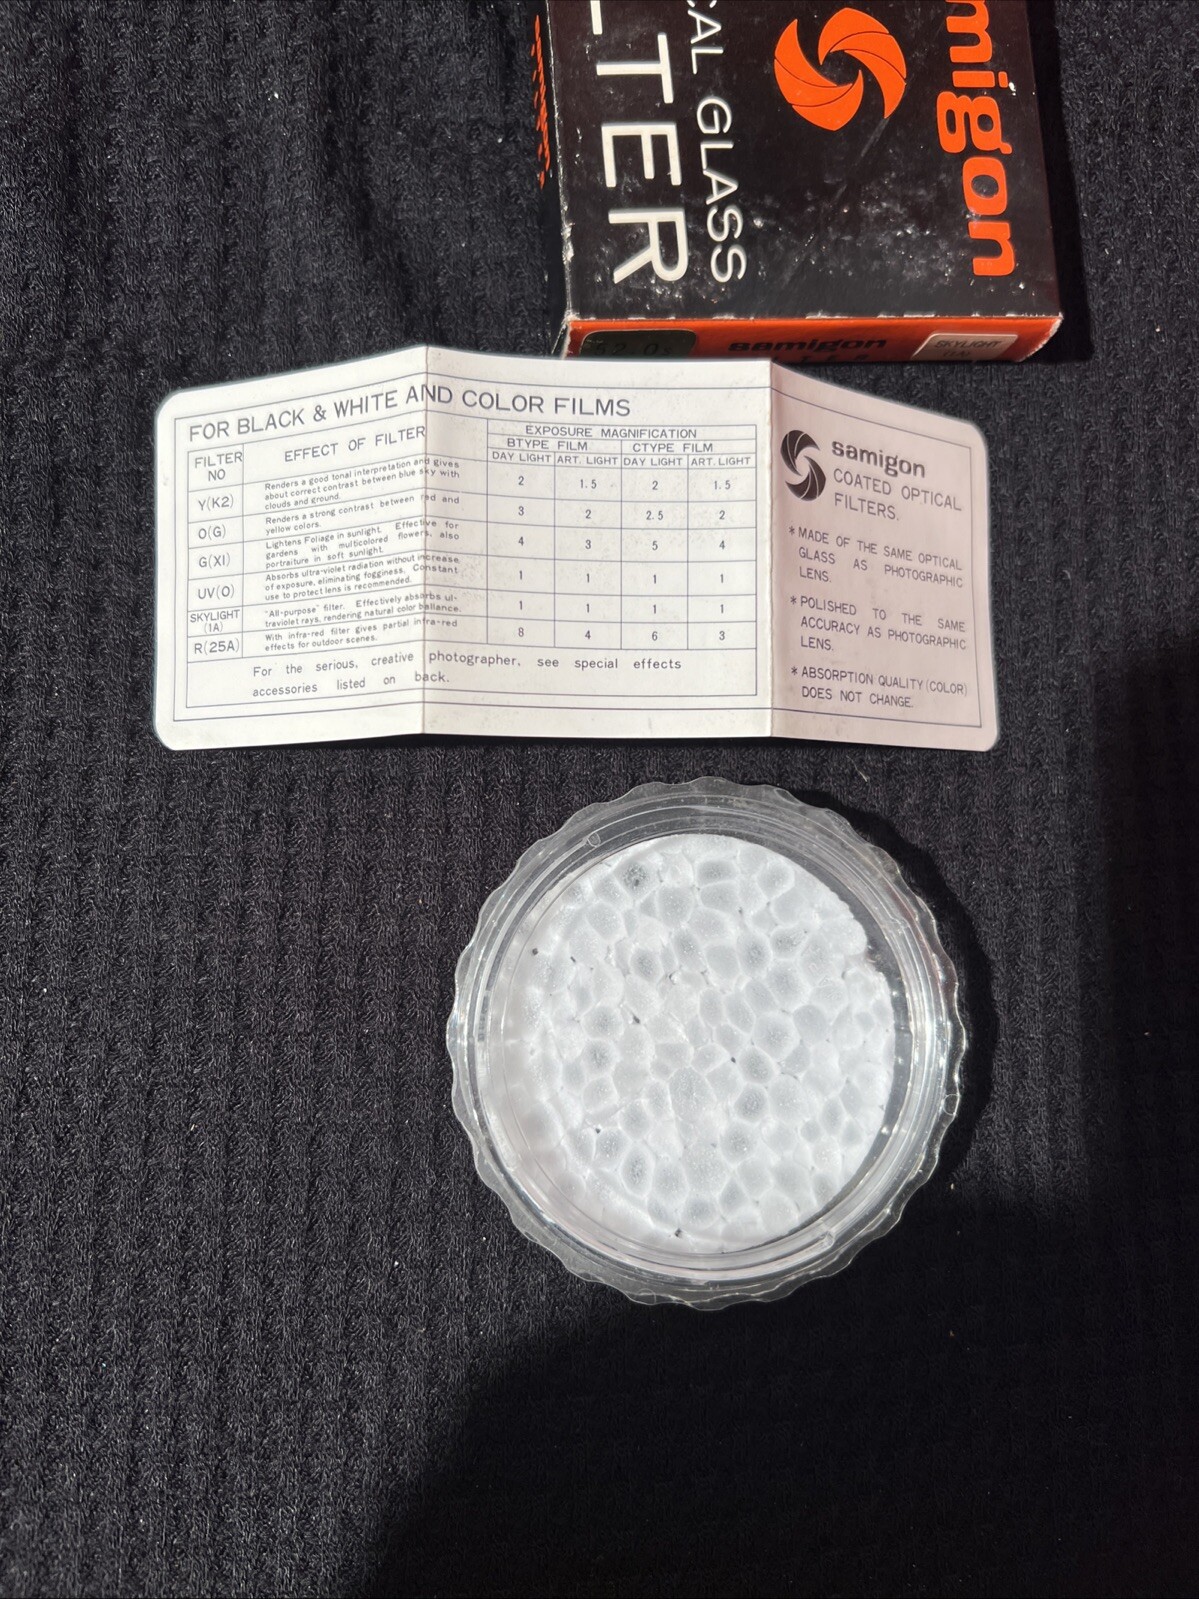 migon
CAL GLASS
LTER
52.0s
samigon
SKYLIGHT
(1A)
FOR BLACK & WHITE AND COLOR FILMS
FILTER NO
EFFECT OF FILTER
EXPOSURE MAGNIFICATION
BTYPE FILM CTYPE FILM
DAY LIGHT ART. LIGHT DAY LIGHT ART. LIGHT
Y(K2) Renders a good tonal interpretation and gives
about correct contrast between blue sky with
clouds and ground.
2 1.5 2 1.5
O(G) Renders a strong contrast between red and
yellow colors.
3 2 2.5 2
G(XI) Lightens Foliage in sunlight. Effective for
gardens with multicolored flowers, also
portraiture in soft sunlight.
4 3 5 4
UV(O) Absorbs ultra-violet radiation without increase
of exposure, eliminating fogginess. Constant
use to protect lens is recommended.
1 1 1 1
SKYLIGHT
(1A)
"All-purpose" filter. Effectively absorbs ul-
traviolet rays, rendering natural color ballance.
1 1 1 1
R(25A) With infra-red filter gives partial infra-red
effects for outdoor scenes.
8 4 6 3
For the serious, creative photographer, see special effects
accessories listed on back.
samigon
COATED OPTICAL
FILTERS.
* MADE OF THE SAME OPTICAL
GLASS AS PHOTOGRAPHIC
LENS.
* POLISHED TO THE SAME
ACCURACY AS PHOTOGRAPHIC
LENS.
* ABSORPTION QUALITY (COLOR)
DOES NOT CHANGE.